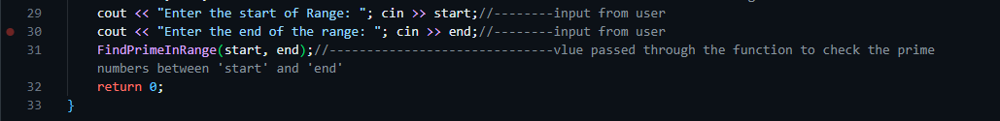 29 cout << "Enter the start of Range: "; cin >> start;//--------input from user
30 cout << "Enter the end of the range: "; cin >> end;//--------input from user
31 FindPrimeInRange(start, end);//-------------------------------vlue passed through the function to check the prime
numbers between 'start' and 'end'
32 return 0;
33 }